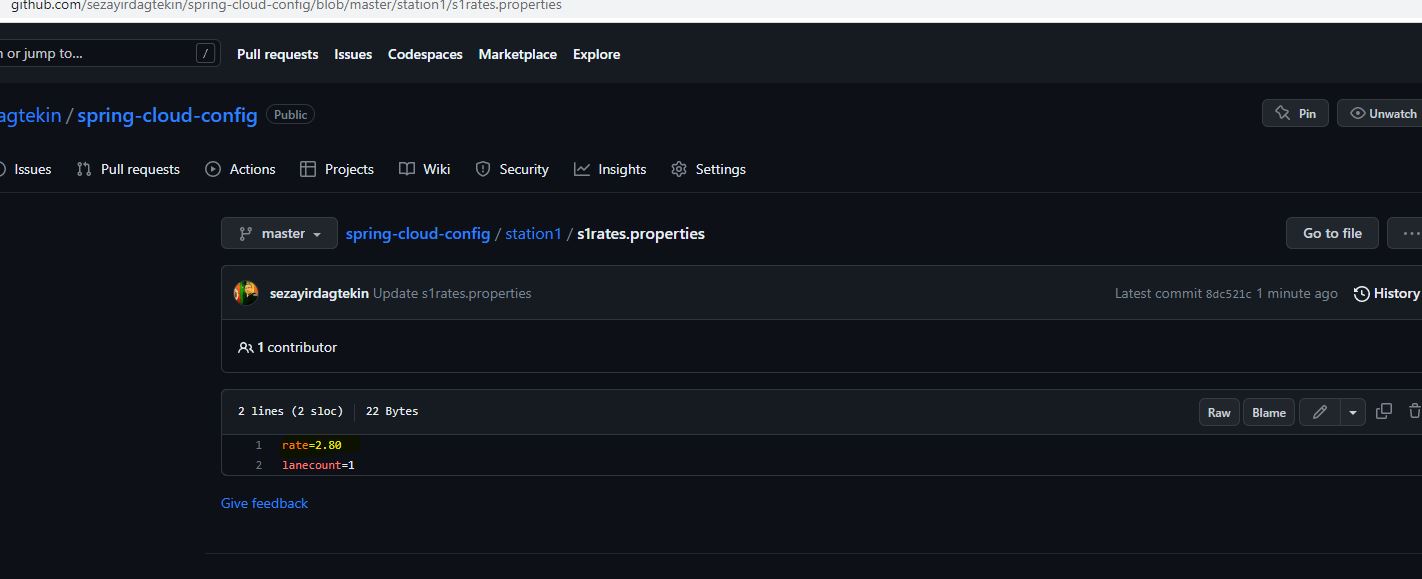 github.com/sezayirdagtekin/spring-cloud-config/blob/master/station1/s1rates.properties
or jump to... / Pull requests Issues Codespaces Marketplace Explore
agtekin / spring-cloud-config Public Pin Unwatch
Issues Pull requests Actions Projects Wiki Security Insights Settings
master spring-cloud-config / station1 / s1rates.properties Go to file ...
sezayirdagtekin Update s1rates.properties Latest commit 8dc521c 1 minute ago History
1 contributor
2 lines (2 sloc) 22 Bytes Raw Blame
1 rate=2.80
2 lanecount=1
Give feedback